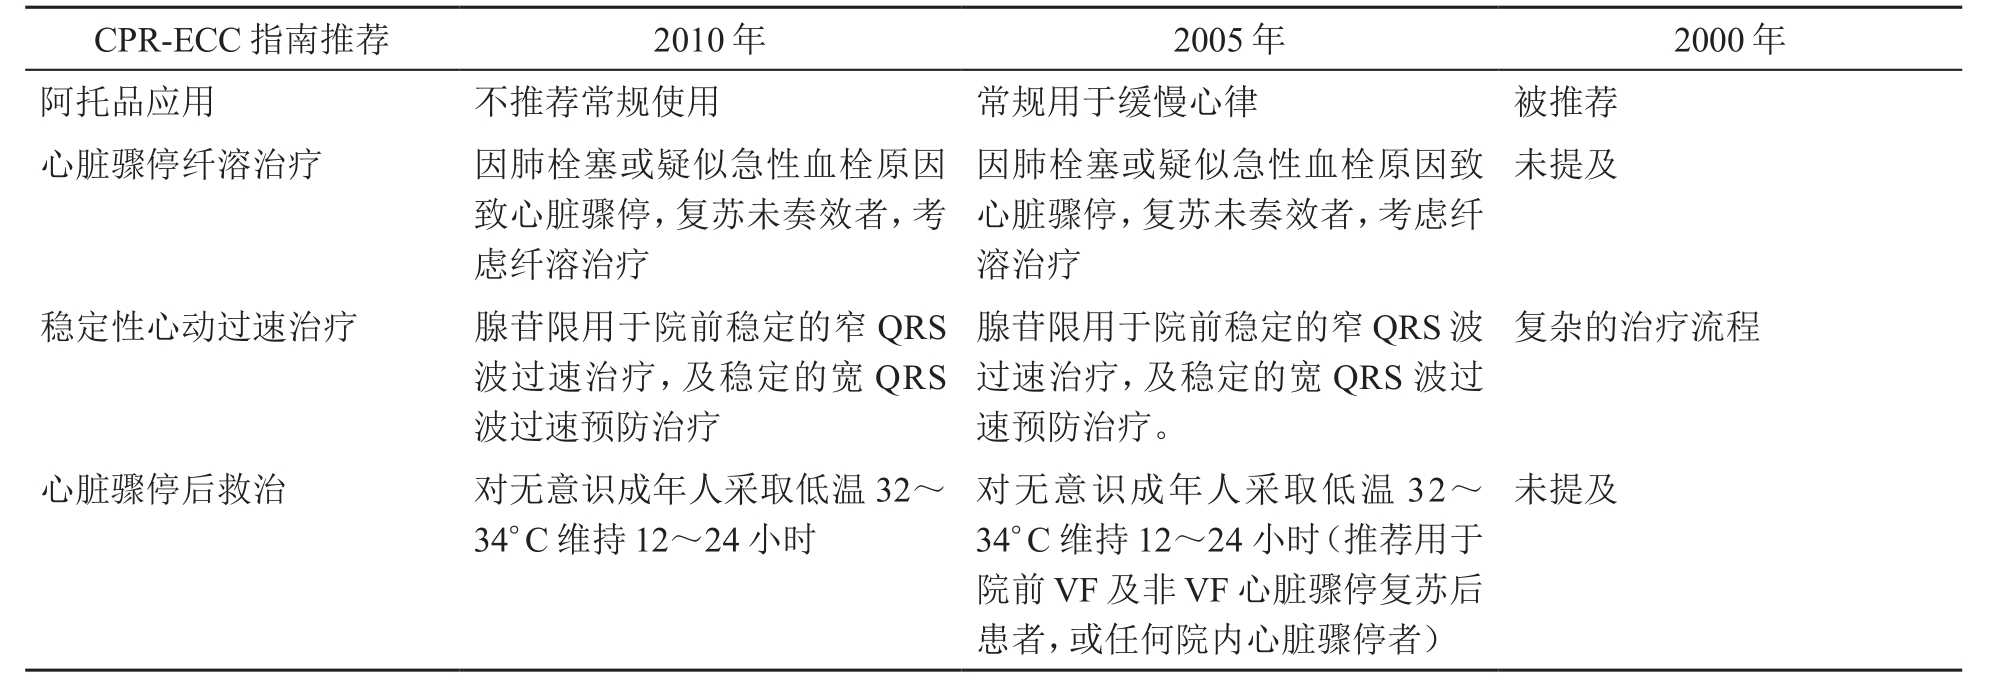 CPR-ECC 指南推荐 2010 年 2005 年 2000 年
阿托品应用 不推荐常规使用 常规用于缓慢心律 被推荐
心脏骤停纤溶治疗 因肺栓塞或疑似急性血栓原因 因肺栓塞或疑似急性血栓原因致 未提及
致心脏骤停，复苏未奏效者，考 心脏骤停，复苏未奏效者，考虑纤
虑纤溶治疗 溶治疗
稳定性心动过速治疗 腺苷限用于院前稳定的窄 QRS 腺苷限用于院前稳定的窄 QRS 波 复杂的治疗流程
波过速治疗，及稳定的宽 QRS 过速治疗，及稳定的宽 QRS 波过
波过速预防治疗 速预防治疗。
心脏骤停后救治 对无意识成年人采取低温 32～ 对无意识成年人采取低温 32～ 未提及
34°C 维持 12～24 小时 34°C 维持 12～24 小时（推荐用于
院前 VF 及非 VF 心脏骤停复苏后
患者，或任何院内心脏骤停者）